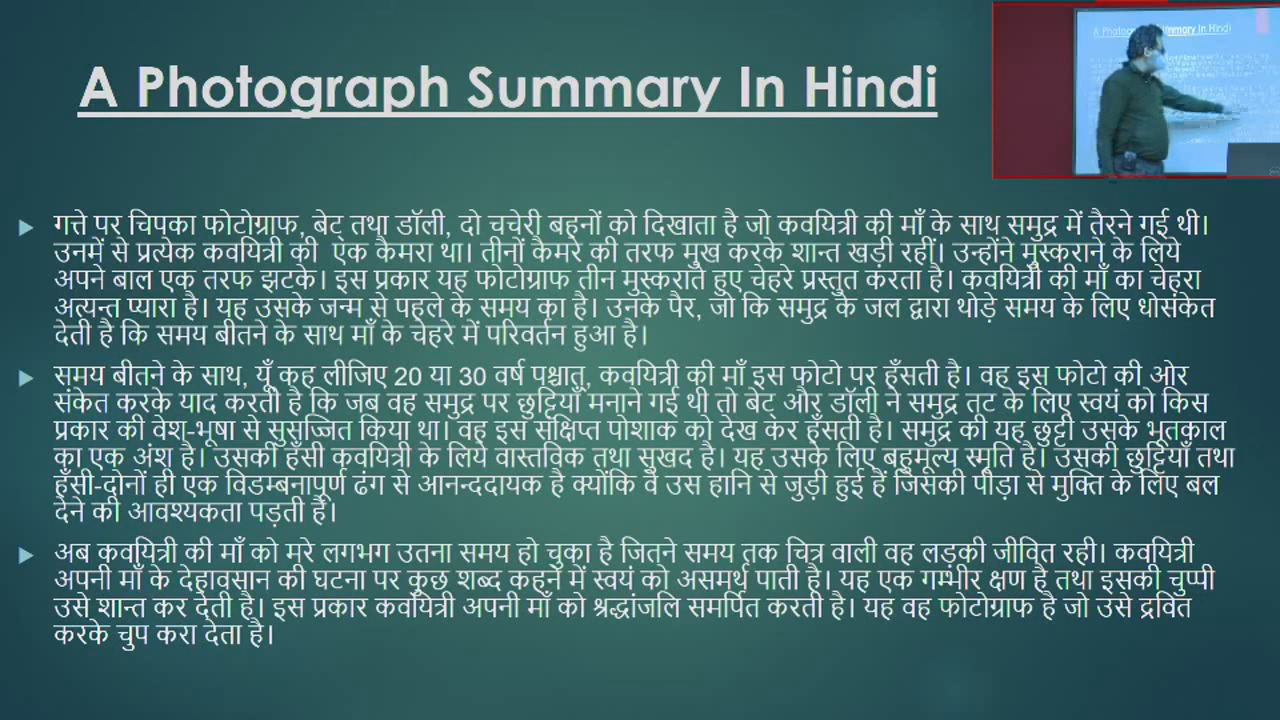 A Photograph Summary In Hindi
गत्ते पर चिपका फोटोग्राफ, बेट् तथा डॉली, दो चचेरी बहनों को दिखाता है जो कवयित्री की माँ के साथ समुद्र में तैरने गई थी।
उनमें से प्रत्येक कवयित्री की एक कैमरा था। तीनों कैमरे की तरफ मुख करके शान्त खड़ी रहीं। उन्होंने मुस्कराने के लिये
अपने बाल एक तरफ झटके। इस प्रकार यह फोटोग्राफ तीन मुस्कराते हुए चेहरे प्रस्तुत करता है। कवयित्री की माँ का चेहरा
अत्यन्त प्यारा है। यह उसके जन्म से पहले के समय का है। उनके पैर, जो कि समुद्र के जल द्वारा थोड़े समय के लिए धोसंकेत
देती है कि समय बीतने के साथ माँ के चेहरे में परिवर्तन हुआ है।
समय बीतने के साथ, यूँ कह लीजिए 20 या 30 वर्ष पश्चात्, कवयित्री की माँ इस फोटो पर हँसती है। वह इस फोटो की ओर
संकेत करके याद करती है कि जब वह समुद्र पर छुट्टियाँ मनाने गई थी तो बेट् और डॉली ने समुद्र तट के लिए स्वयं को किस
प्रकार की वेश-भूषा से सुसज्जित किया था। वह इस संक्षिप्त पोशाक को देख कर हँसती है। समुद्र की यह छुट्टी उसके भूतकाल
का एक अंश है। उसकी हँसी कवयित्री के लिये वास्तविक तथा सुखद है। यह उसके लिए बहुमूल्य स्मृति है। उसकी छुट्टियाँ तथा
हँसी-दोनों ही एक विडम्बनापूर्ण ढंग से आनन्ददायक है क्योंकि वे उस हानि से जुड़ी हुई हैं जिसकी पीड़ा से मुक्ति के लिए बल
देने की आवश्यकता पड़ती है।
अब कवयित्री की माँ को मरे लगभग उतना समय हो चुका है जितने समय तक चित्र वाली वह लड़की जीवित रही। कवयित्री
अपनी माँ के देहावसान की घटना पर कुछ शब्द कहने में स्वयं को असमर्थ पाती है। यह एक गम्भीर क्षण है तथा इसकी चुप्पी
उसे शान्त कर देती है। इस प्रकार कवयित्री अपनी माँ को श्रद्धांजलि समर्पित करती है। यह वह फोटोग्राफ है जो उसे द्रवित
करके चुप करा देता है।